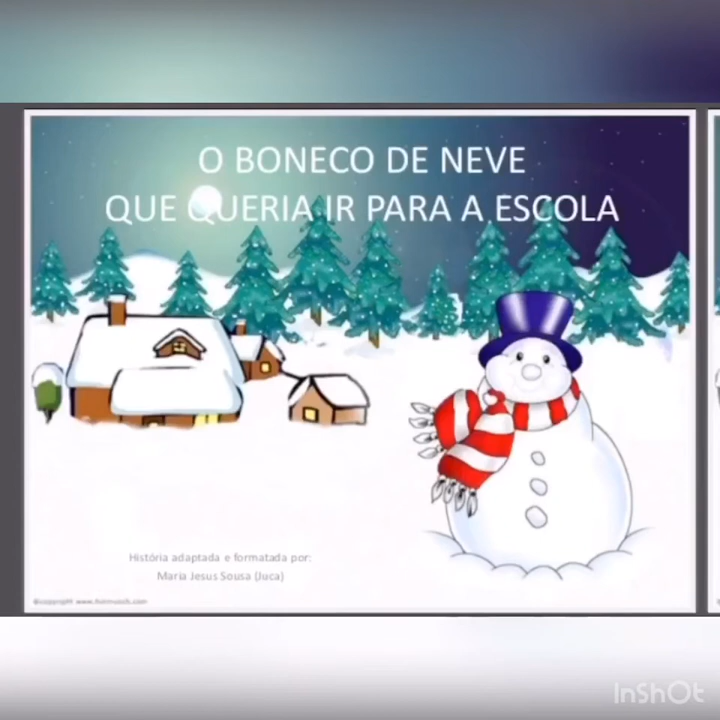 O BONECO DE NEVE
QUE QUERIA IR PARA A ESCOLA
História adaptada e formatada por:
Maria Jesus Sousa (Juca)
InShOt